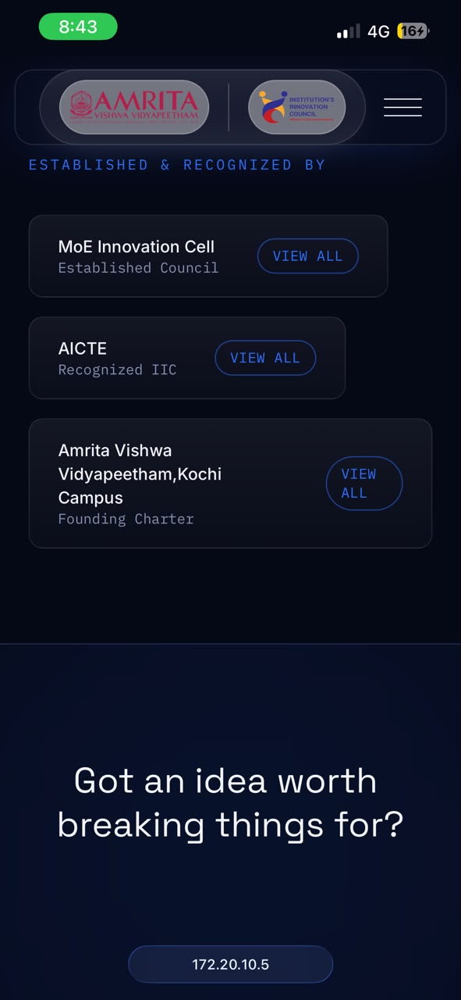 8:43
4G 16
AMRITA
VISHWA VIDYAPEETHAM
INSTITUTION'S
INNOVATION
COUNCIL
ESTABLISHED & RECOGNIZED BY
MoE Innovation Cell
Established Council
VIEW ALL
AICTE
Recognized IIC
VIEW ALL
Amrita Vishwa
Vidyapeetham,Kochi
Campus
Founding Charter
VIEW
ALL
Got an idea worth
breaking things for?
172.20.10.5